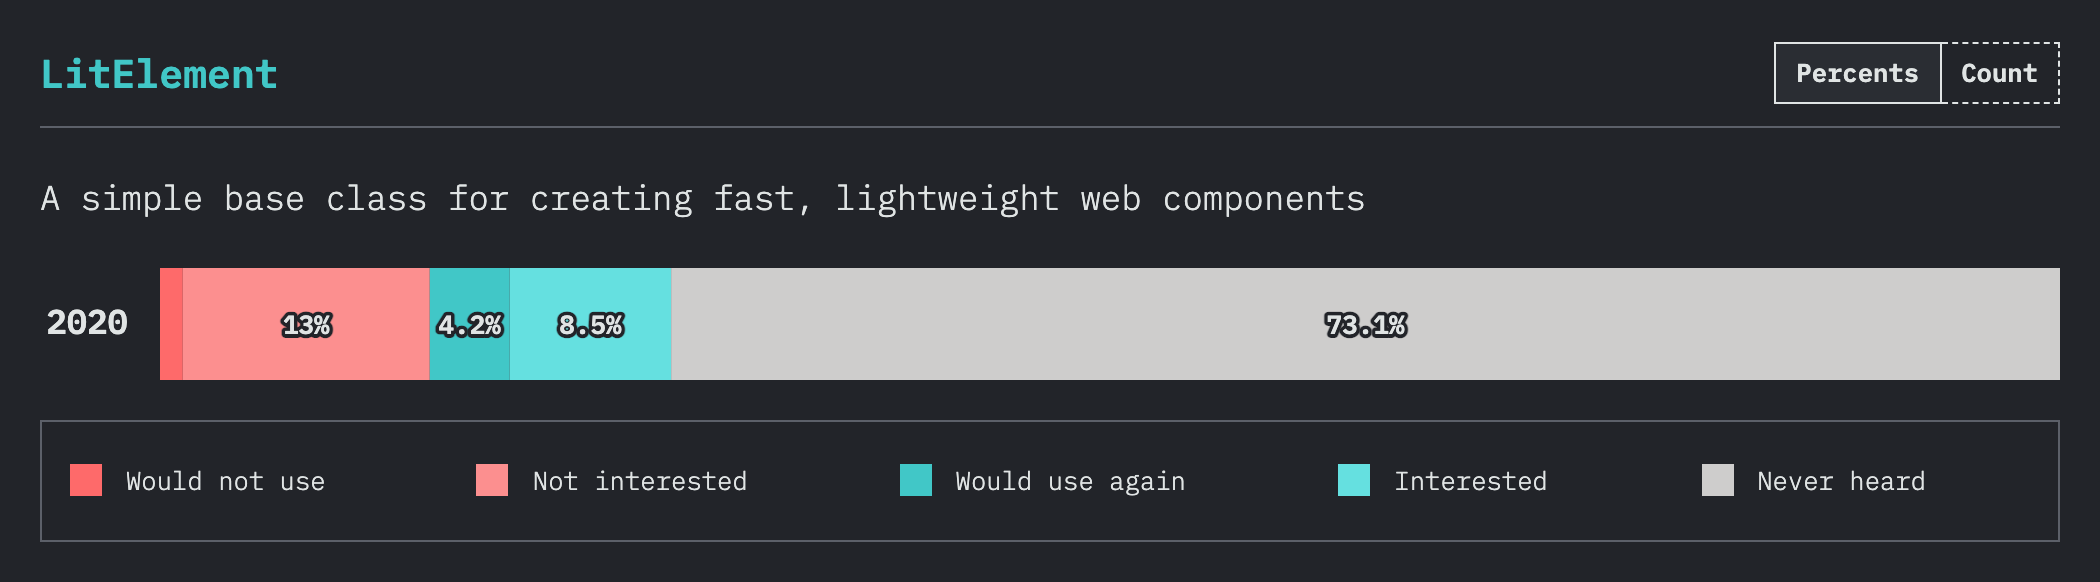 LitElement
Percents Count
A simple base class for creating fast, lightweight web components
2020 13% 4.2% 8.5% 73.1%
Would not use Not interested Would use again Interested Never heard